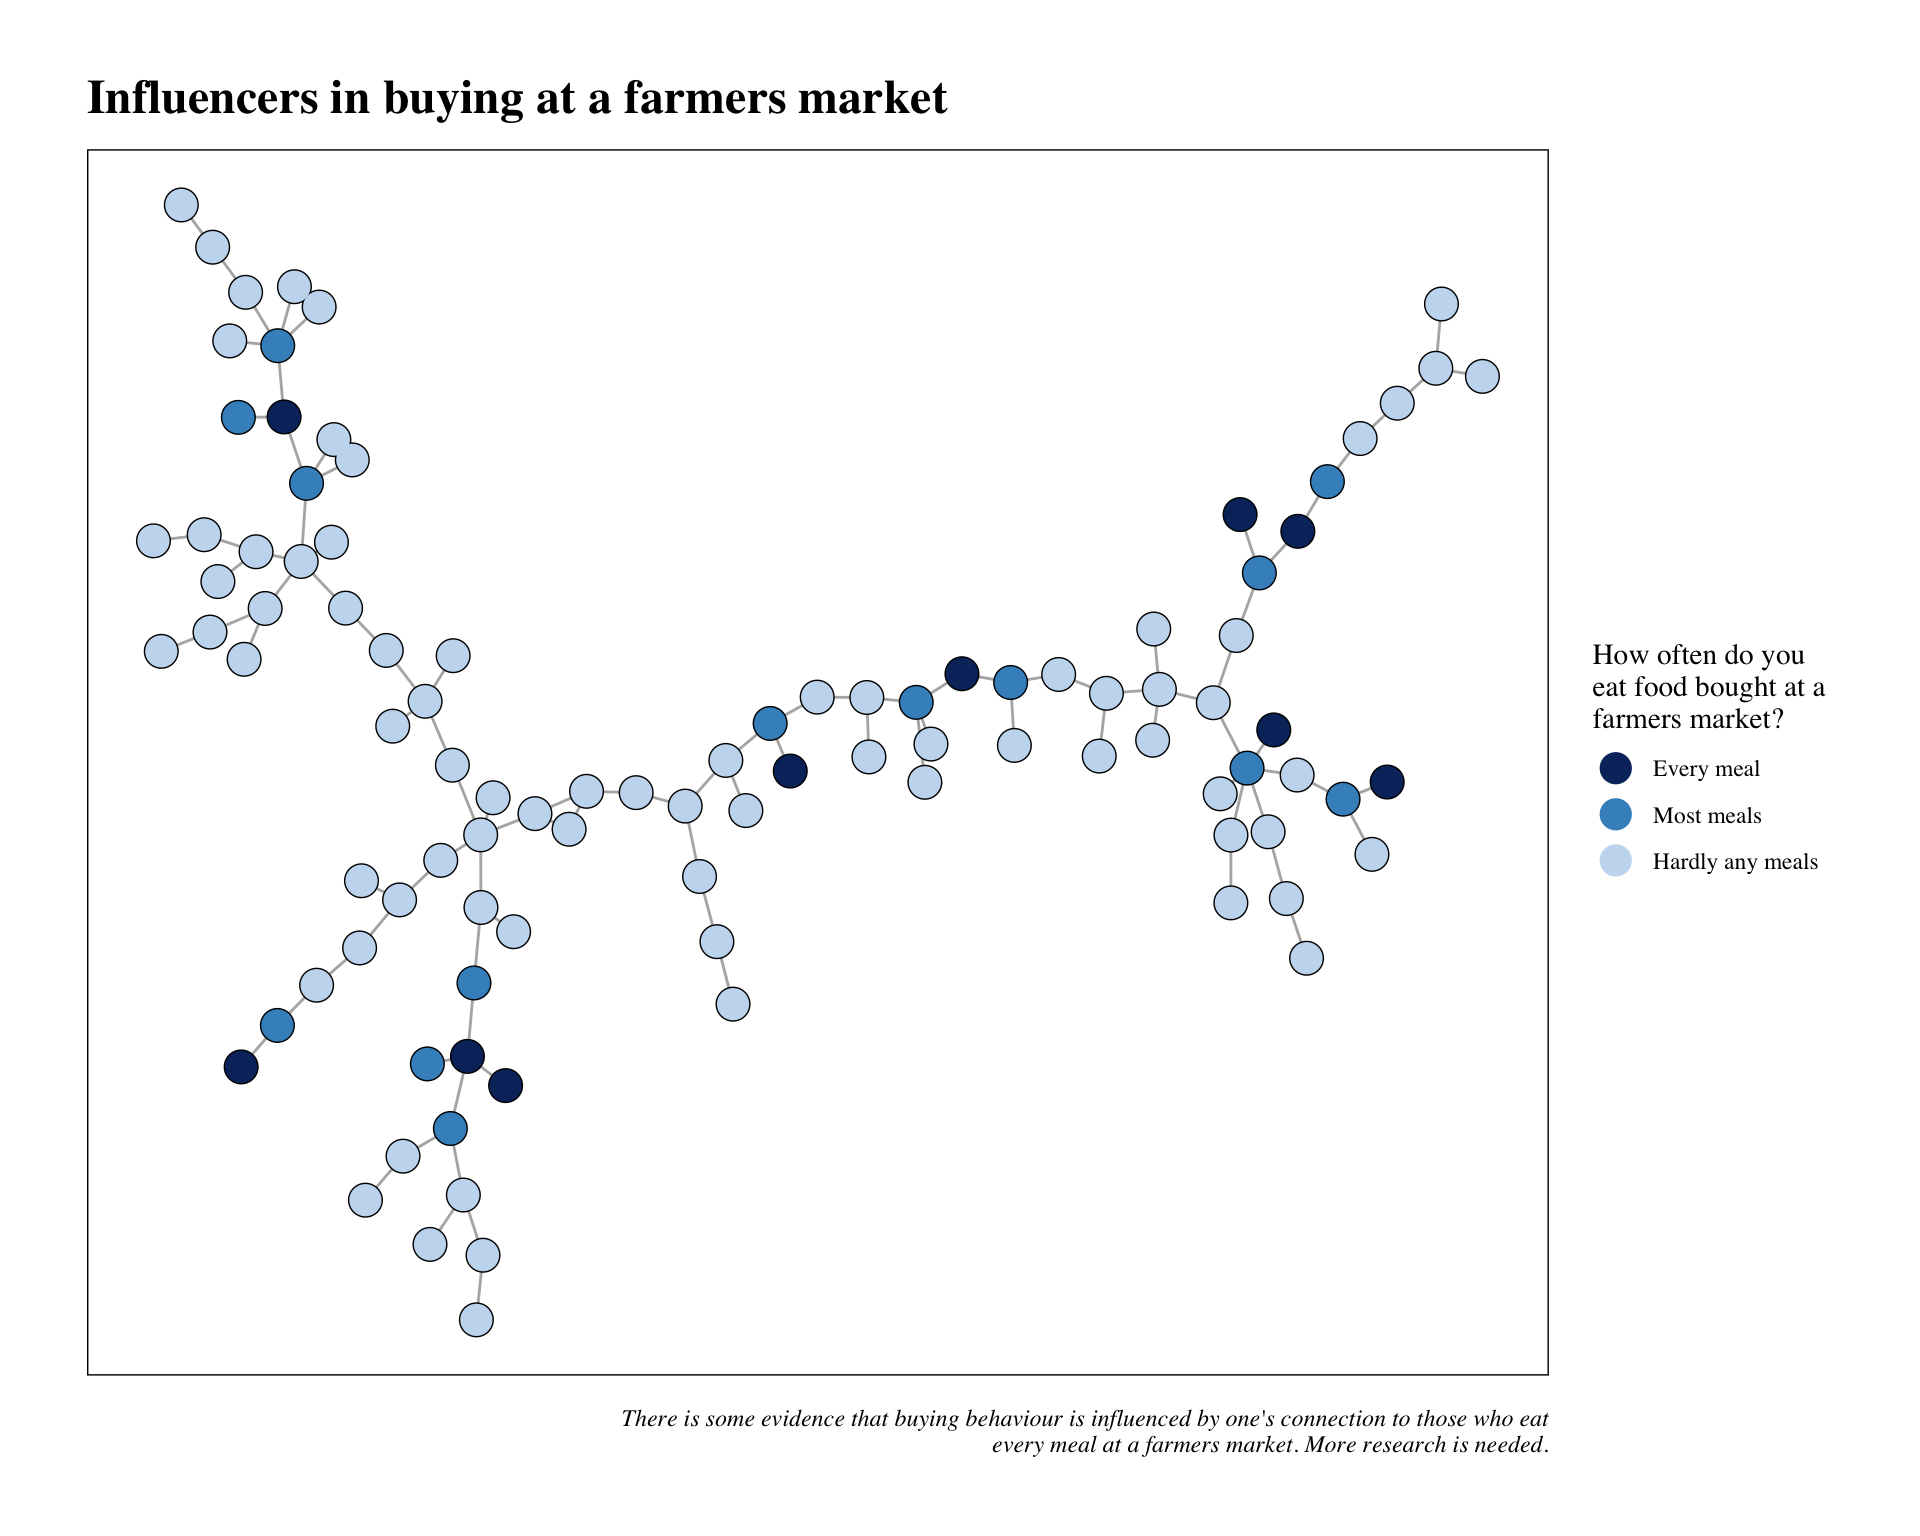 Influencers in buying at a farmers market
How often do you
eat food bought at a
farmers market?
Every meal
Most meals
Hardly any meals
There is some evidence that buying behaviour is influenced by one's connection to those who eat
every meal at a farmers market. More research is needed.